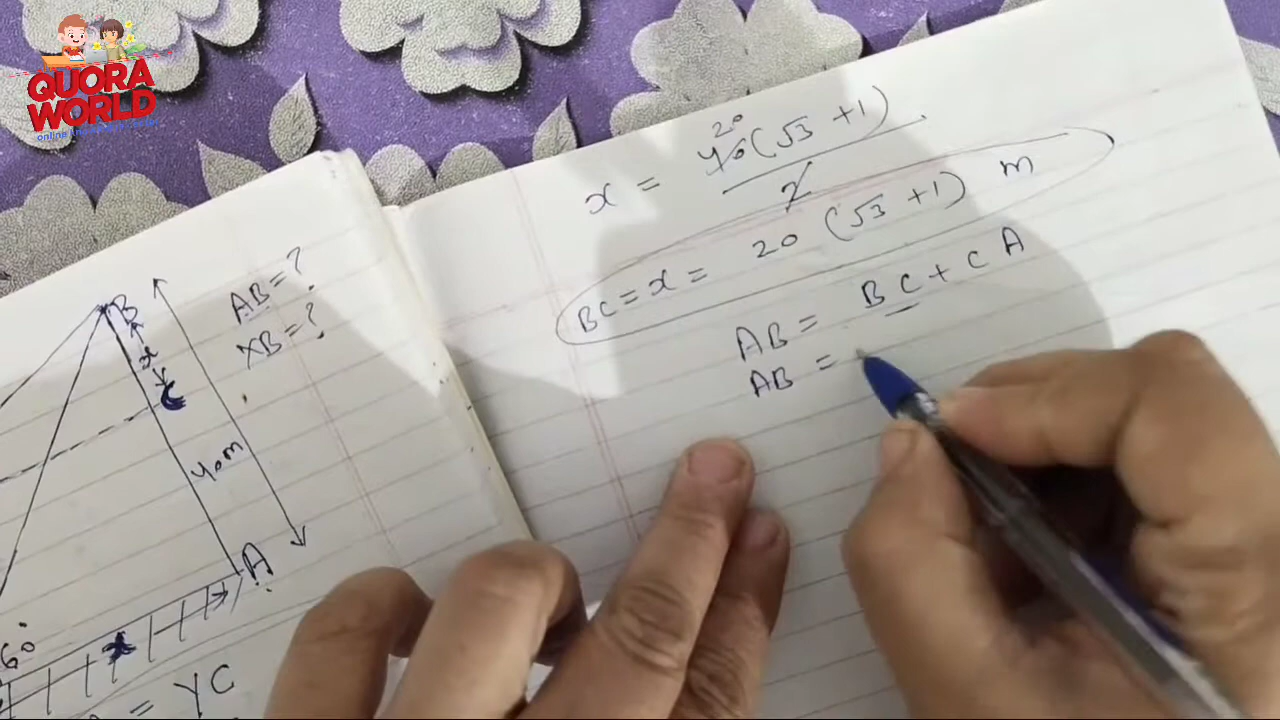 QUORA
WORLD
B
x
C
40m
A
AB = ?
XB = ?
60°
= YC
20
x = 40(√3 + 1)
2
BC = x = 20 (√3 + 1) m
AB = BC + CA
AB =